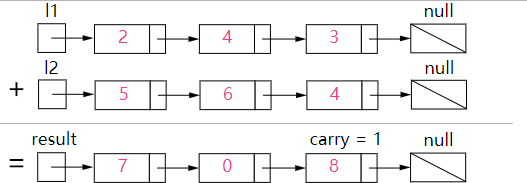 l1 null
2 4 3
l2 null
+ 5 6 4
result carry = 1 null
= 7 0 8